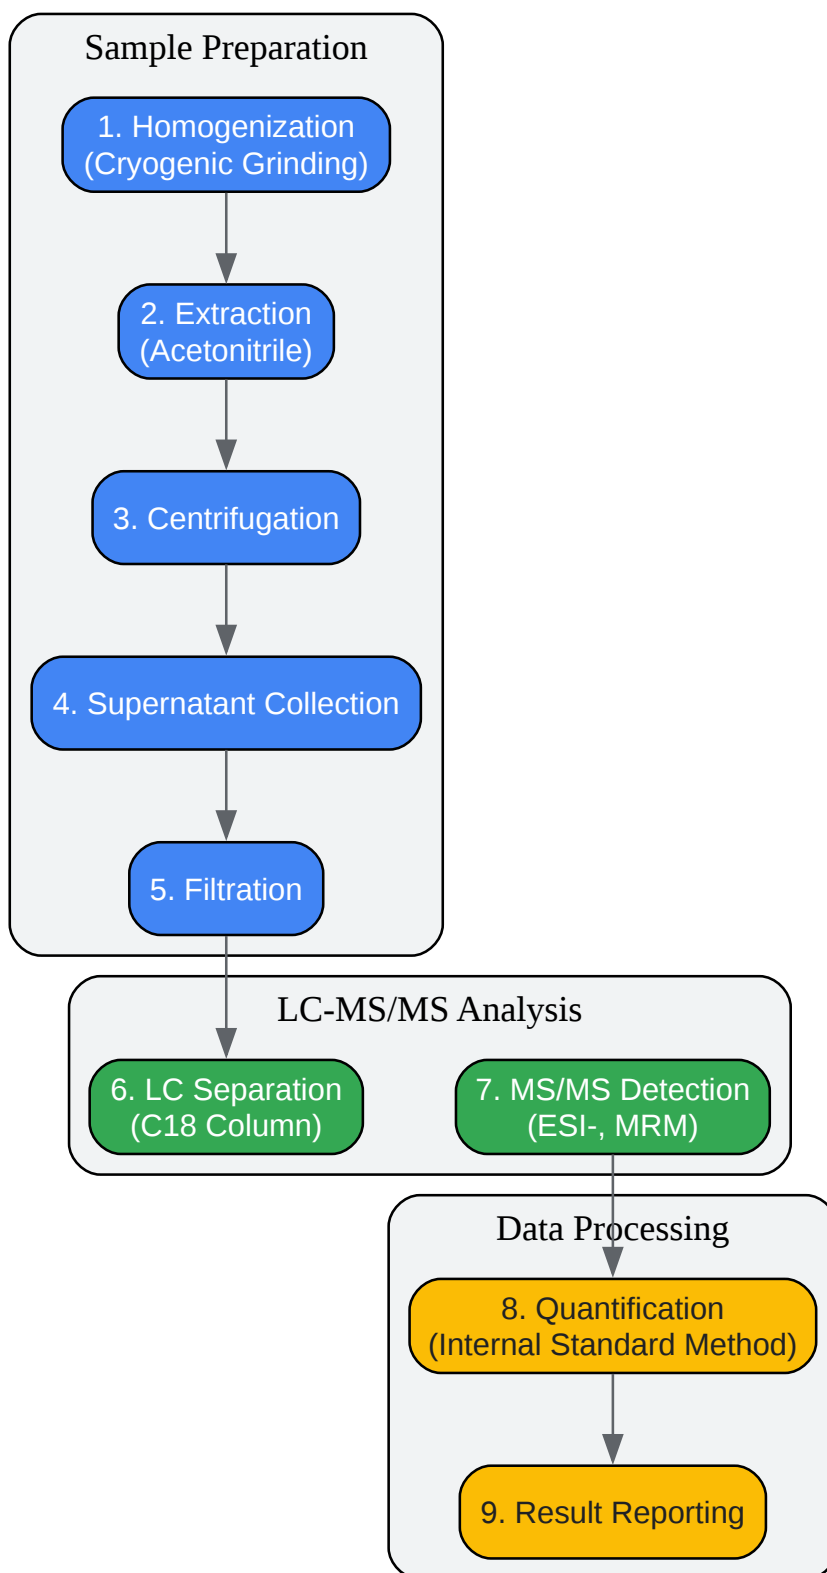 Sample Preparation
1. Homogenization
(Cryogenic Grinding)
2. Extraction
(Acetonitrile)
3. Centrifugation
4. Supernatant Collection
5. Filtration
LC-MS/MS Analysis
6. LC Separation
(C18 Column)
7. MS/MS Detection
(ESI-, MRM)
Data Processing
8. Quantification
(Internal Standard Method)
9. Result Reporting